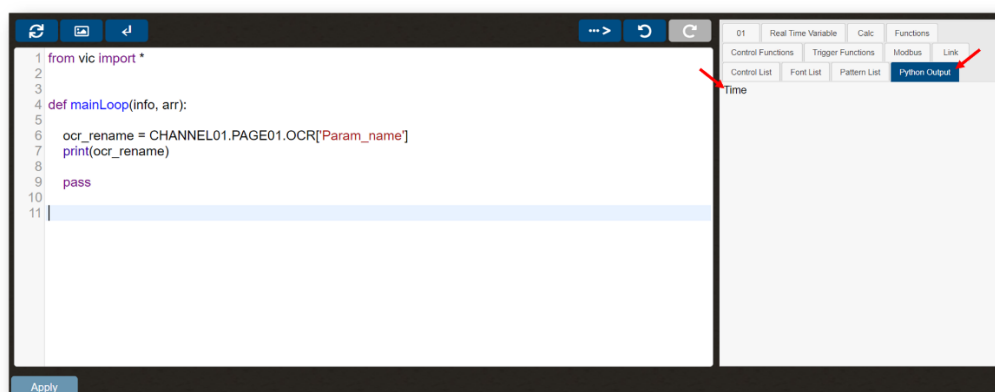 ...>
01 Real Time Variable Calc Functions
Control Functions Trigger Functions Modbus Link
Control List Font List Pattern List Python Output
1 from vic import *
2
3
4 def mainLoop(info, arr):
5
6 ocr_rename = CHANNEL01.PAGE01.OCR['Param_name']
7 print(ocr_rename)
8
9 pass
10
11
Time
Apply